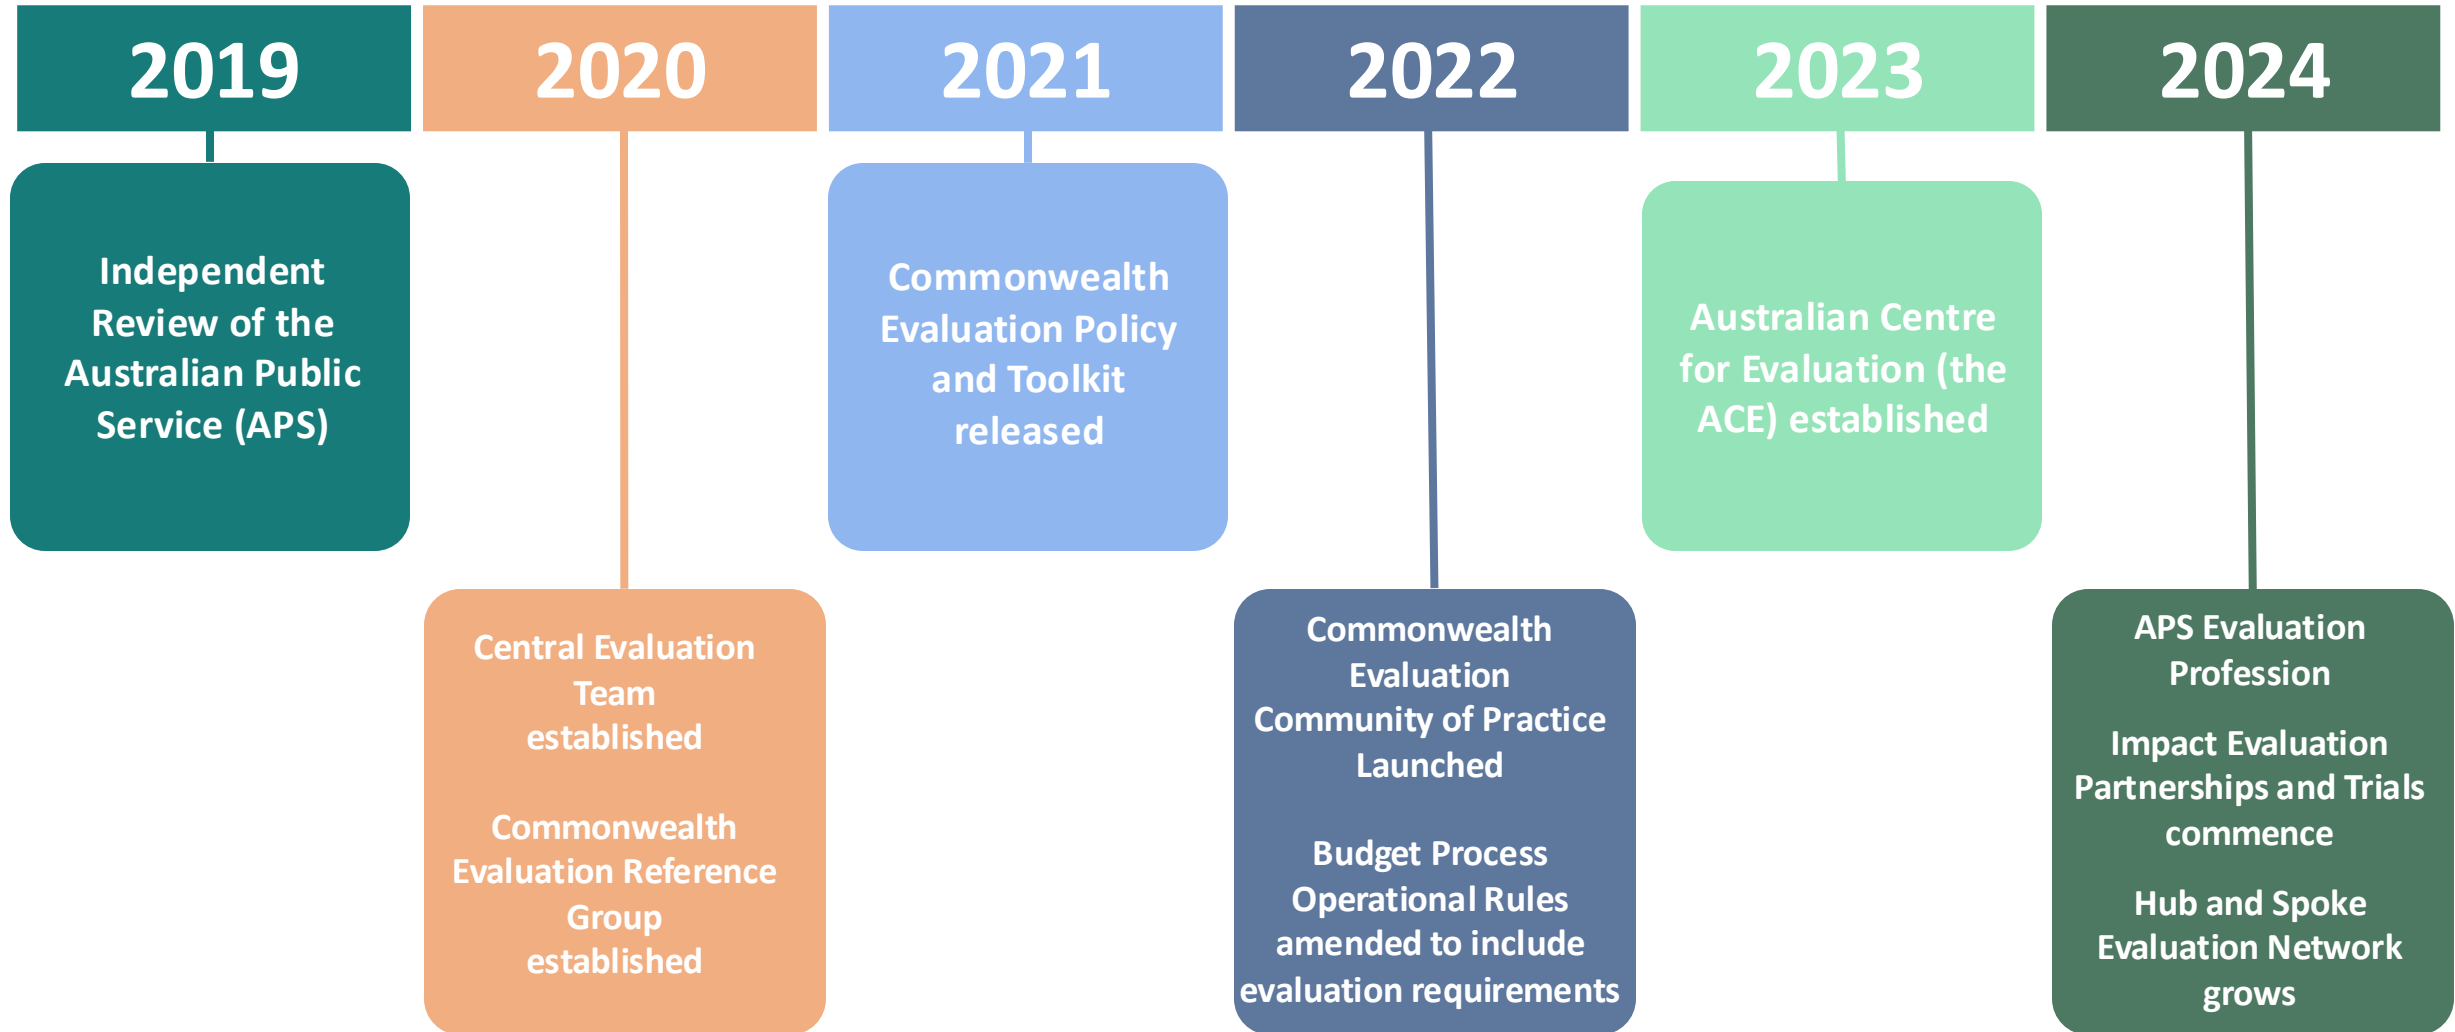 2019
Independent
Review of the
Australian Public
Service (APS)
2020
Central Evaluation
Team
established
Commonwealth
Evaluation Reference
Group
established
2021
Commonwealth
Evaluation Policy
and Toolkit
released
2022
Commonwealth
Evaluation
Community of Practice
Launched
Budget Process
Operational Rules
amended to include
evaluation requirements
2023
Australian Centre
for Evaluation (the
ACE) established
2024
APS Evaluation
Profession
Impact Evaluation
Partnerships and Trials
commence
Hub and Spoke
Evaluation Network
grows